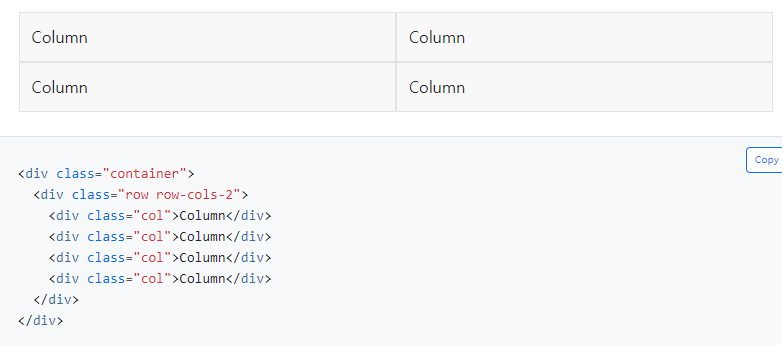 Column Column
Column Column
Copy
<div class="container">
  <div class="row row-cols-2">
    <div class="col">Column</div>
    <div class="col">Column</div>
    <div class="col">Column</div>
    <div class="col">Column</div>
  </div>
</div>